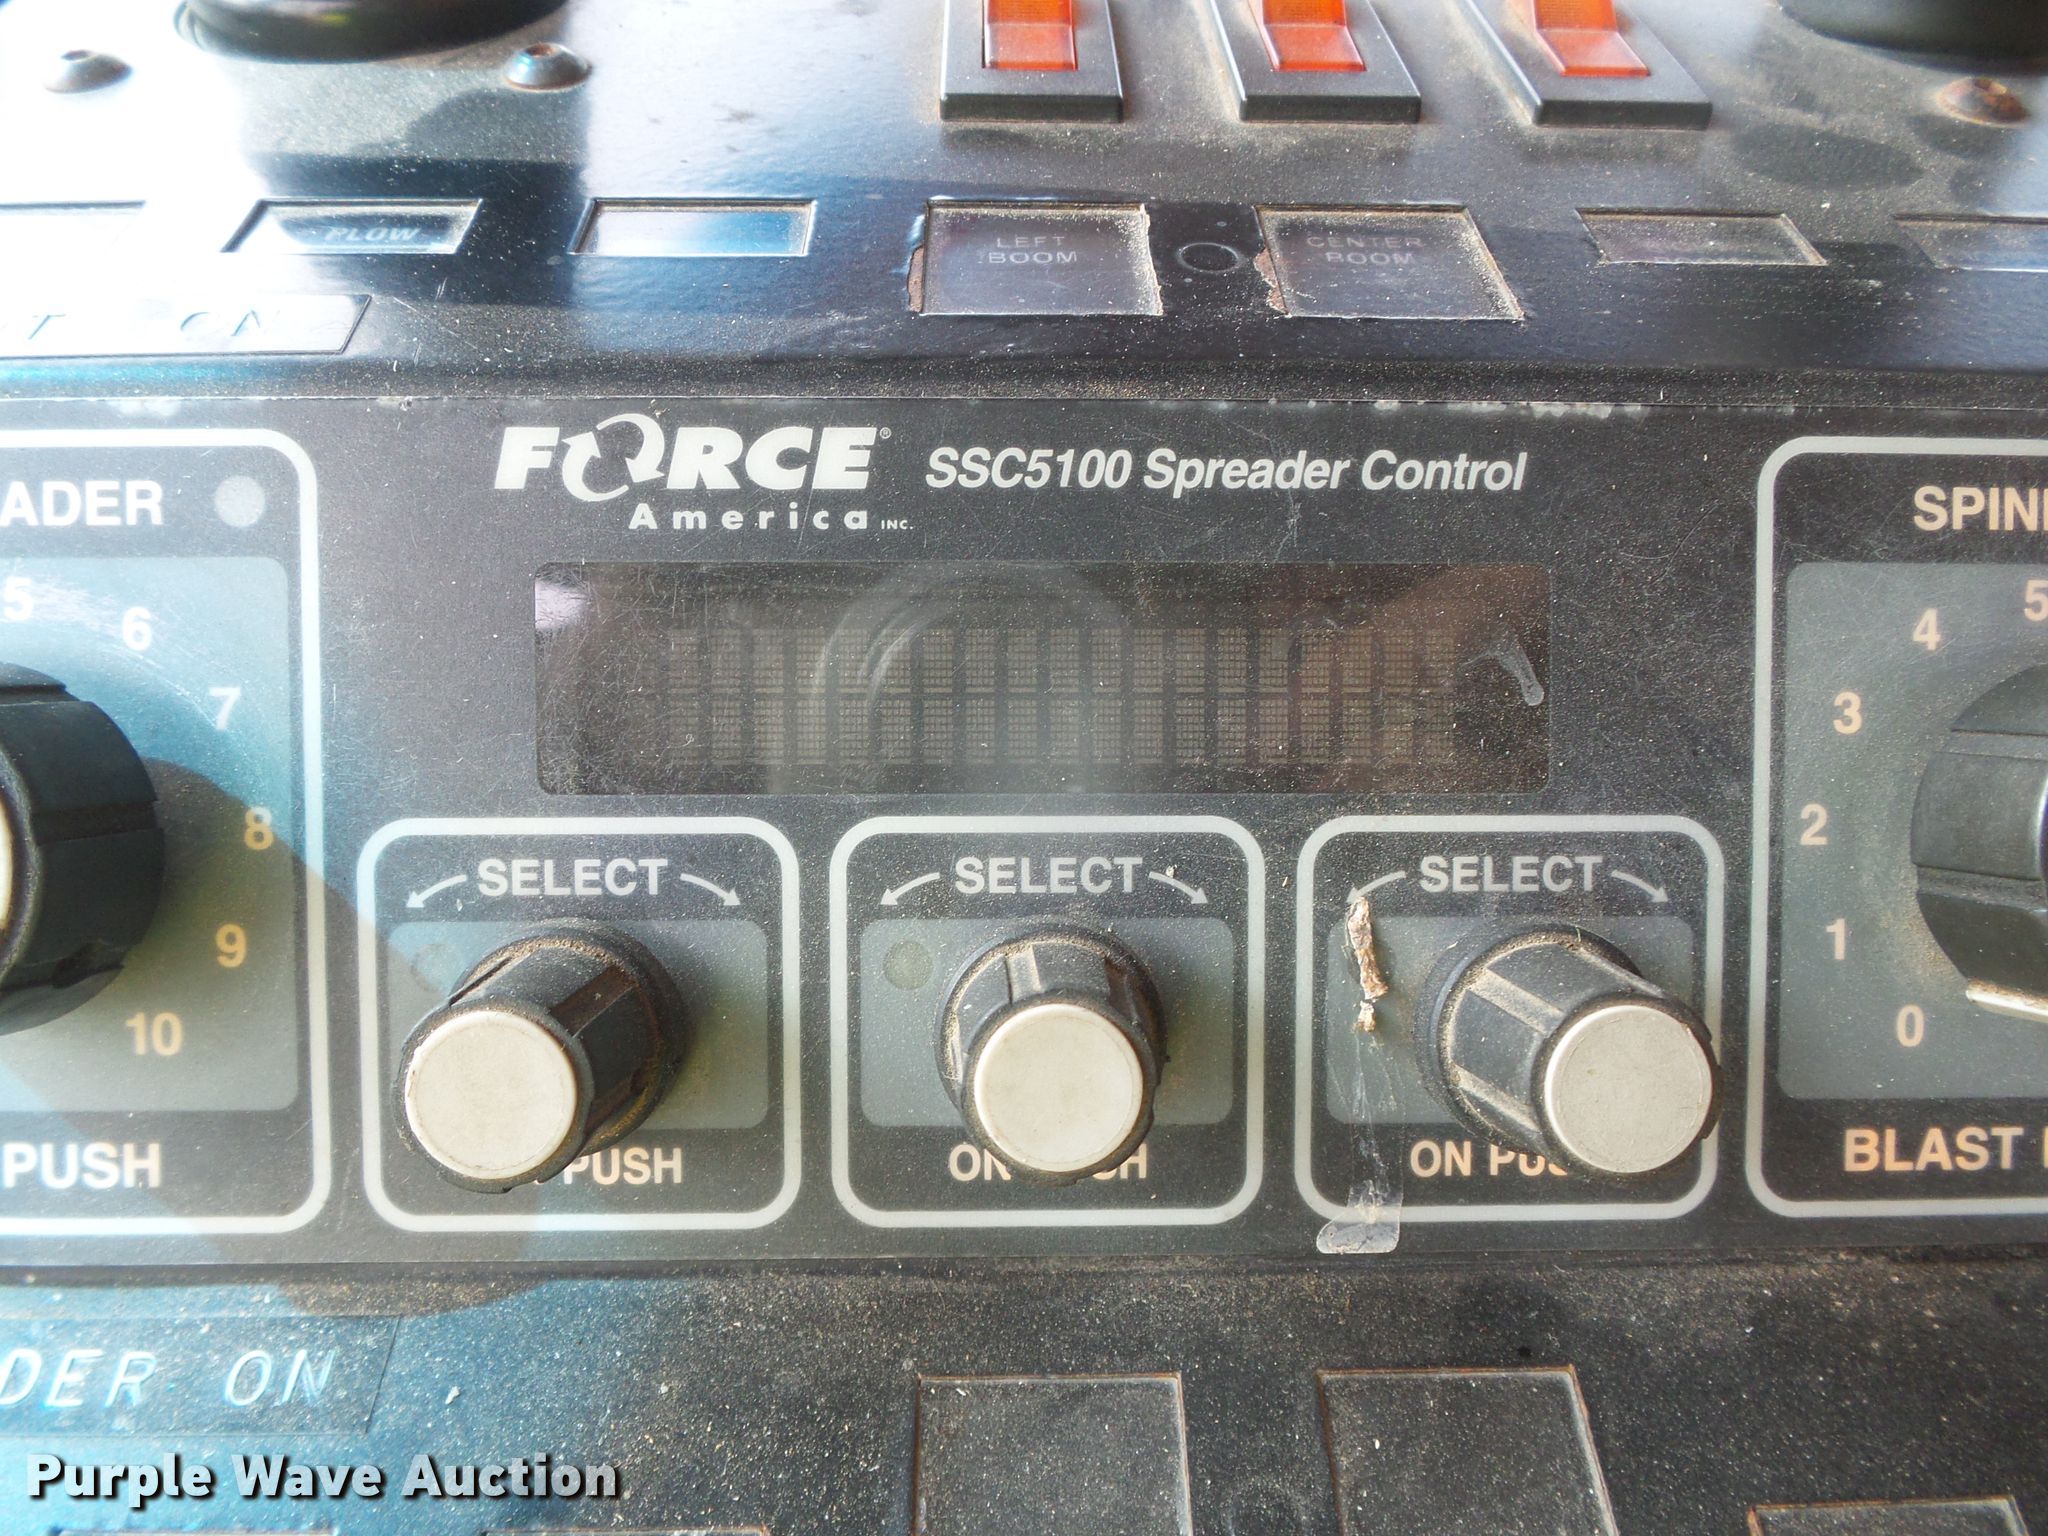 PLOW
LEFT
BOOM
CENTER
BOOM
ON
FORCE®
America INC.
SSC5100 Spreader Control
ADER
SPIN
5
6
7
8
9
10
PUSH
5
4
3
2
1
0
BLAST
SELECT
SELECT
SELECT
PUSH
ON
ON
DER ON
Purple Wave Auction